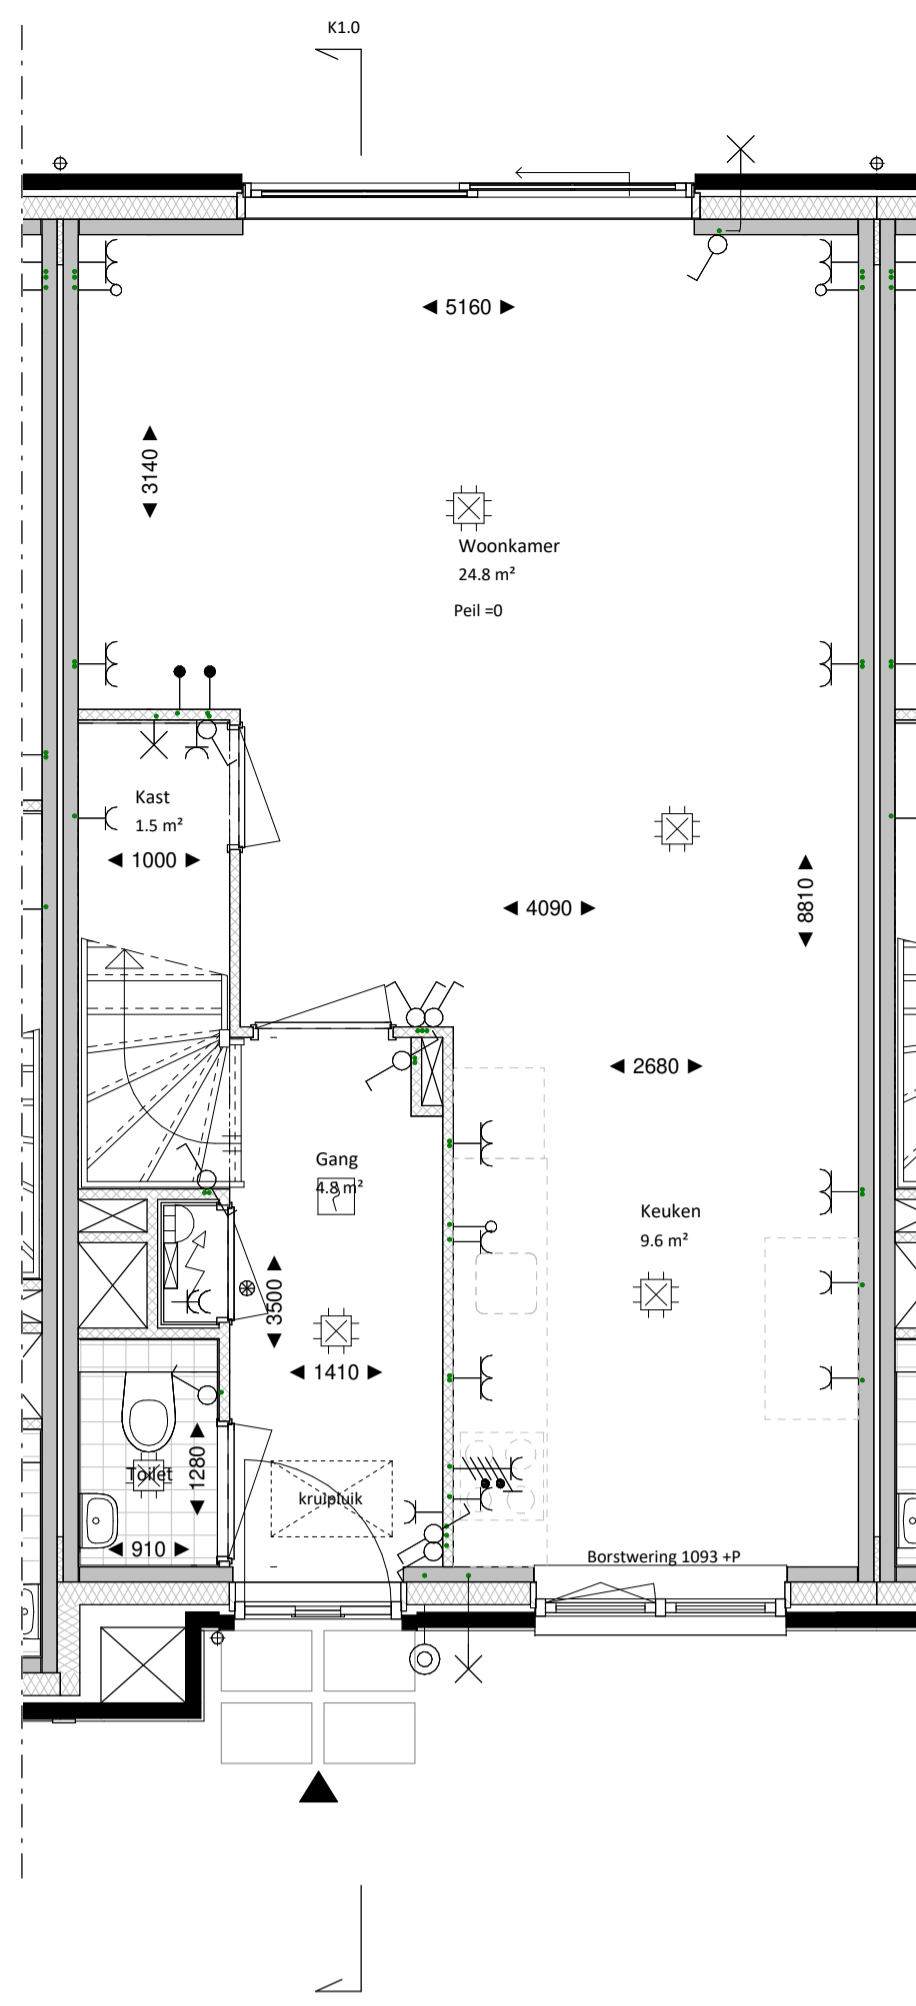 K1.0
5160
3140
Woonkamer
24.8 m²
Peil =0
Kast
1.5 m²
1000
4090
8810
2680
Gang
4.8 m²
Keuken
9.6 m²
3500
1410
Toilet
1280
kruipluik
910
Borstwering 1093 +P